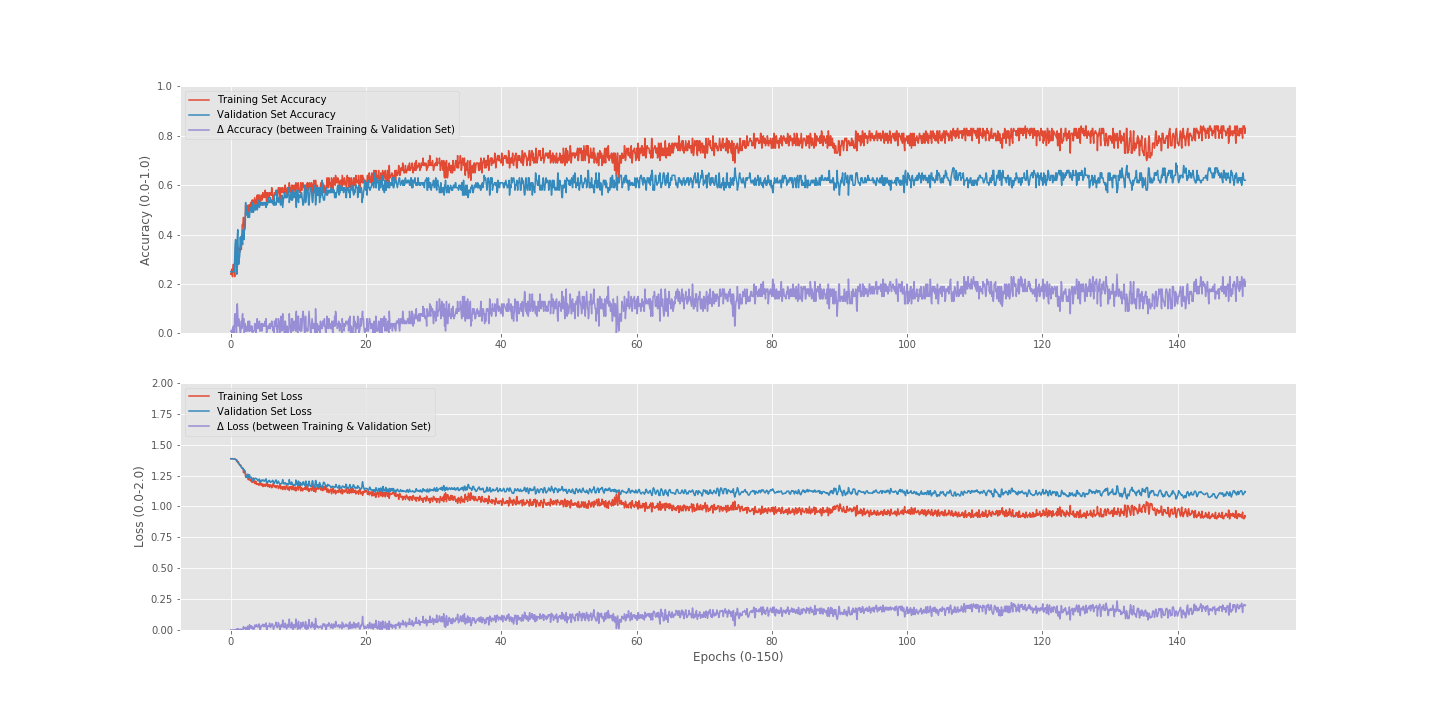 1.0
Training Set Accuracy
Validation Set Accuracy
Δ Accuracy (between Training & Validation Set)
0.8
0.6
0.4
0.2
0.0
Accuracy (0.0-1.0)
0 20 40 60 80 100 120 140
2.00
Training Set Loss
1.75
Validation Set Loss
Δ Loss (between Training & Validation Set)
1.50
1.25
1.00
0.75
0.50
0.25
0.00
Loss (0.0-2.0)
0 20 40 60 80 100 120 140
Epochs (0-150)